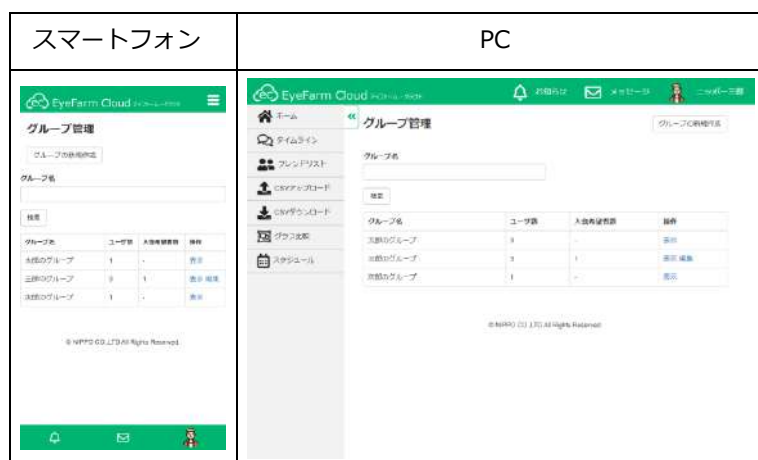 スマートフォン
PC
EyeFarm Cloud
グループ管理
グループの新規作成
グループ名
検索
グループ名 ユーザ数 入会希望者数 操作
太郎のグループ 1 - 表示
三郎のグループ 1 表示 編集
次郎のグループ 1 - 表示
© NIPPO CO.,LTD All Rights Reserved.
EyeFarm Cloud
お知らせ メッセージ ニッポー三郎
ホーム
タイムライン
フレンドリスト
CSVアップロード
CSVダウンロード
グラフ比較
スケジュール
グループ管理
グループの新規作成
グループ名
検索
グループ名 ユーザ数 入会希望者数 操作
太郎のグループ - 表示
三郎のグループ 1 表示 編集
次郎のグループ 1 - 表示
© NIPPO CO.,LTD All Rights Reserved.